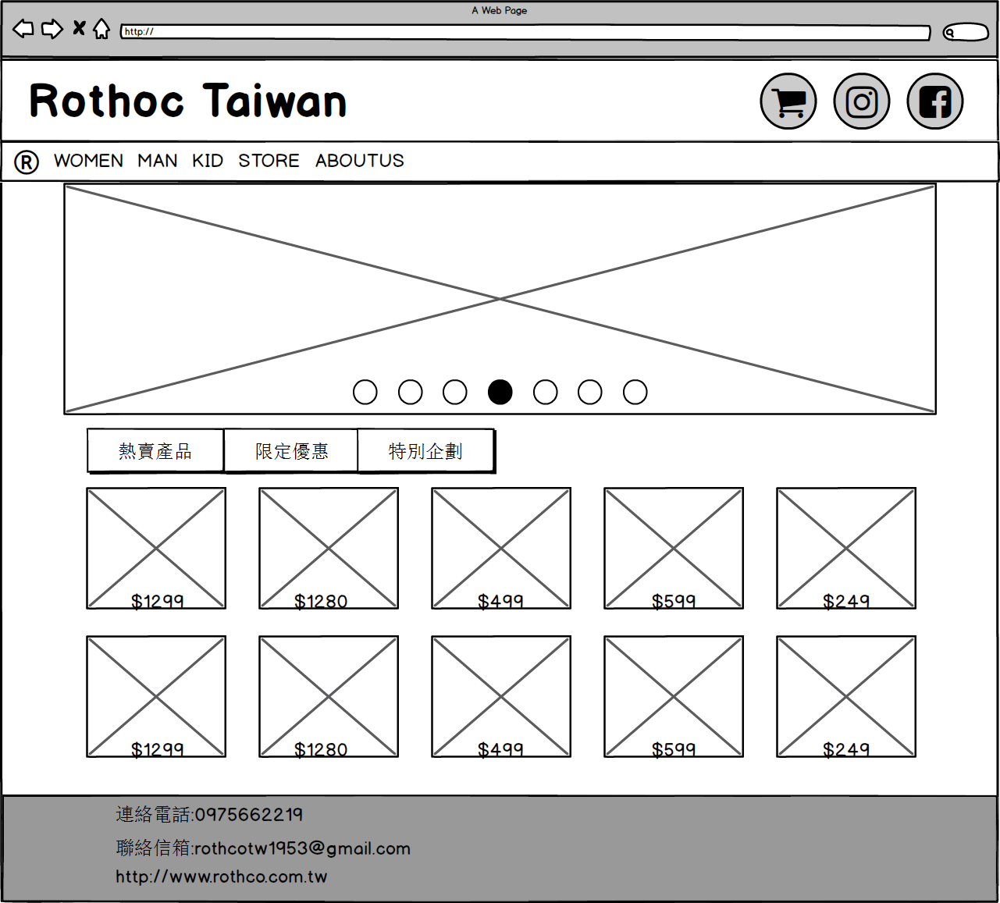 A Web Page
http://
Rothoc Taiwan
® WOMEN MAN KID STORE ABOUTUS
熱賣產品 限定優惠 特別企劃
$1299 $1280 $499 $599 $249
$1299 $1280 $499 $599 $249
連絡電話:0975662219
聯絡信箱:rothcotw1953@gmail.com
http://www.rothco.com.tw